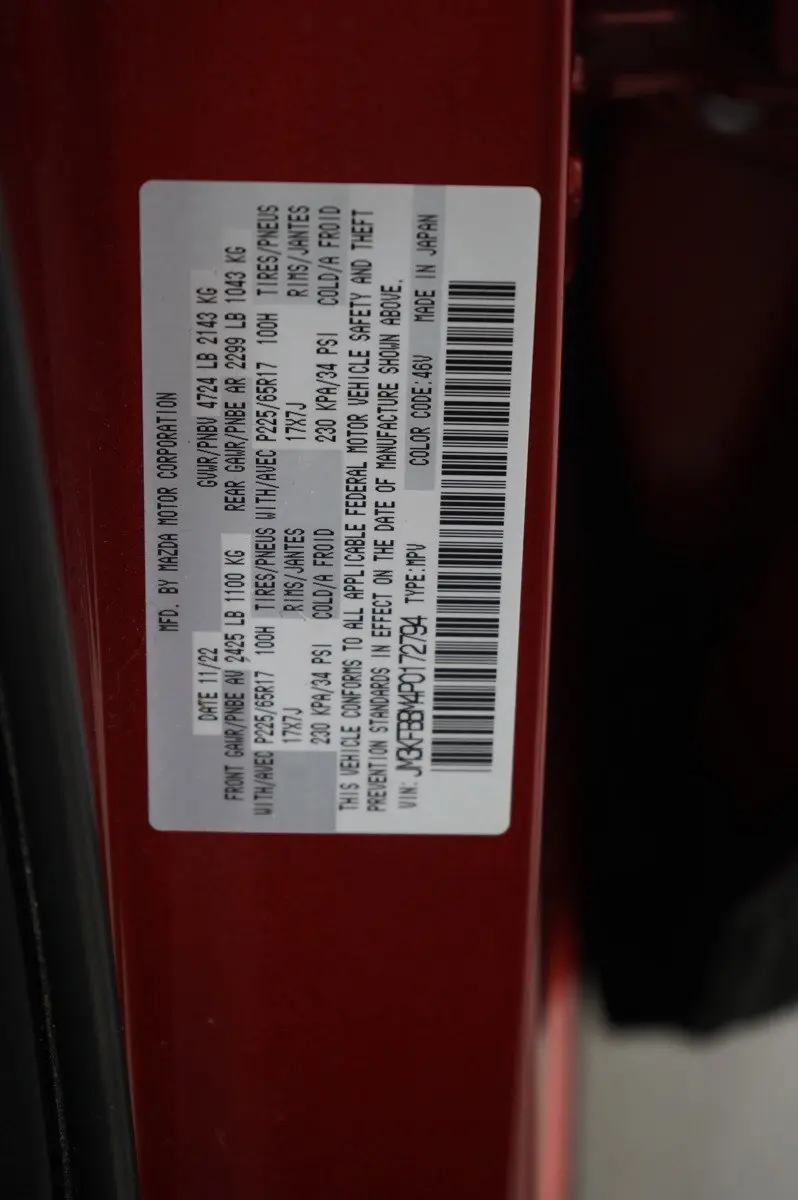 MFD. BY MAZDA MOTOR CORPORATION
DATE 11/22 GVWR/PNBV 4724 LB 2143 KG
FRONT GAWR/PNBE AV 2425 LB 1100 KG REAR GAWR/PNBE AR 2299 LB 1043 KG
WITH/AVEC P225/65R17 100H TIRES/PNEUS WITH/AVEC P225/65R17 100H TIRES/PNEUS
17X7J RIMS/JANTES 17X7J RIMS/JANTES
230 KPA/34 PSI COLD/A FROID 230 KPA/34 PSI COLD/A FROID
THIS VEHICLE CONFORMS TO ALL APPLICABLE FEDERAL MOTOR VEHICLE SAFETY AND THEFT
PREVENTION STANDARDS IN EFFECT ON THE DATE OF MANUFACTURE SHOWN ABOVE.
VIN: JM3KFBBM4P0172794 TYPE:MPV COLOR CODE:46V MADE IN JAPAN